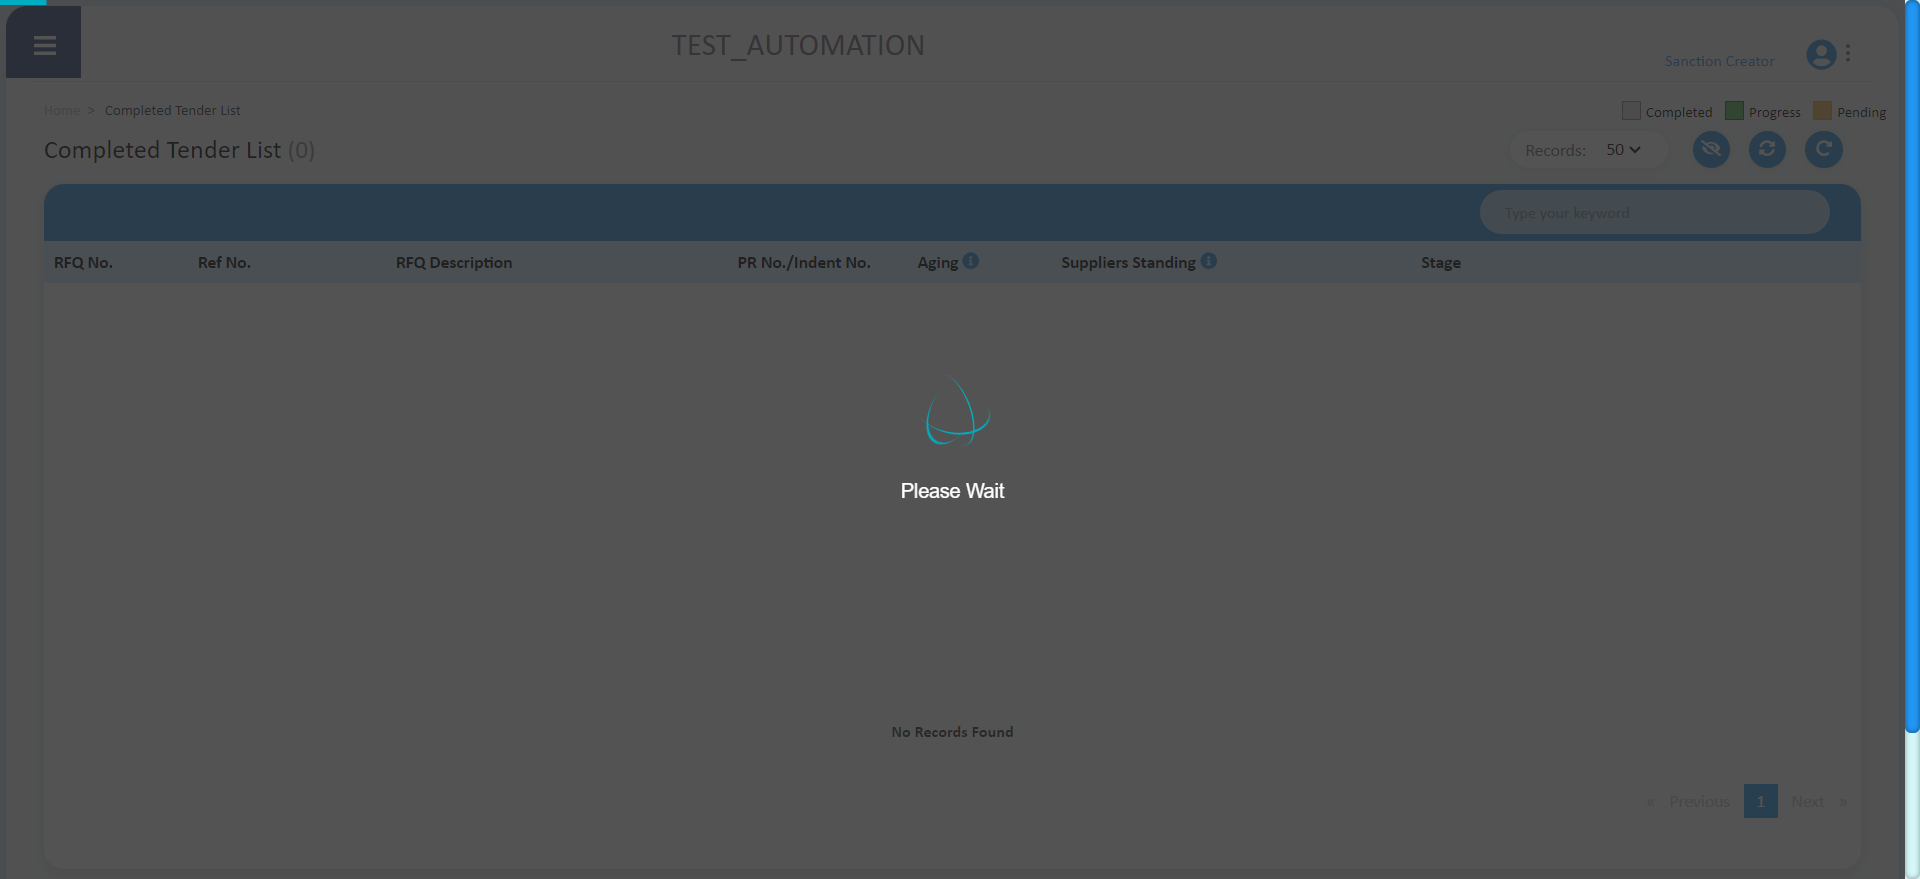 TEST_AUTOMATION
Sanction Creator
Home > Completed Tender List
Completed Progress Pending
Completed Tender List (0)
Records: 50
Type your keyword
RFQ No. Ref No. RFQ Description PR No./Indent No. Aging Suppliers Standing Stage
Please Wait
No Records Found
« Previous 1 Next »